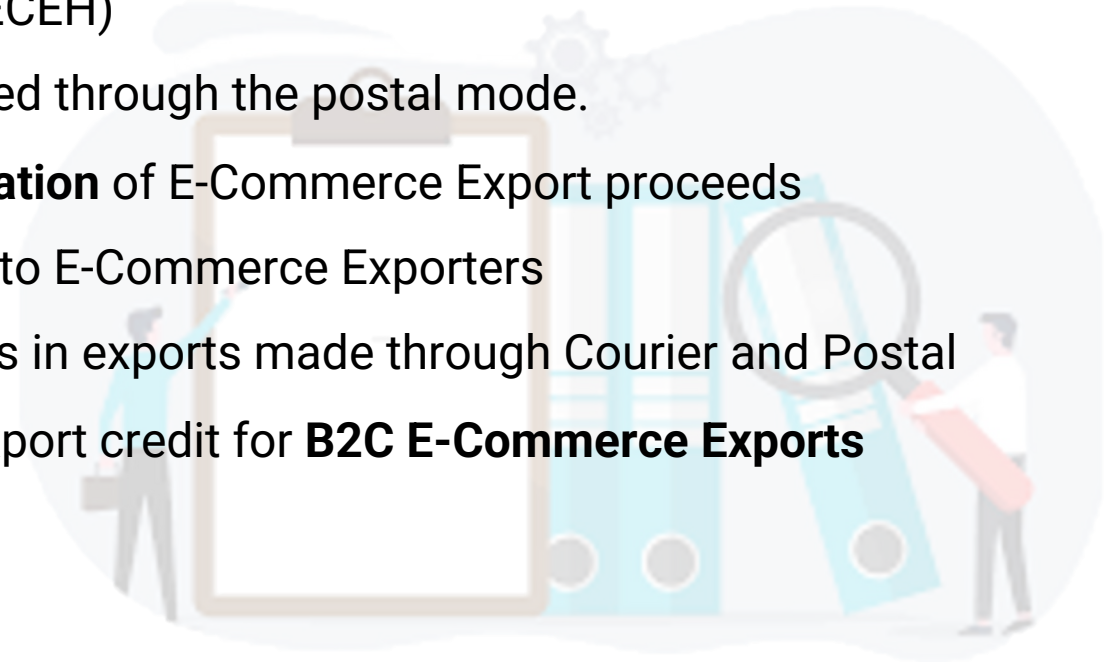 ECEH)
ed through the postal mode.
ation of E-Commerce Export proceeds
to E-Commerce Exporters
s in exports made through Courier and Postal
port credit for B2C E-Commerce Exports